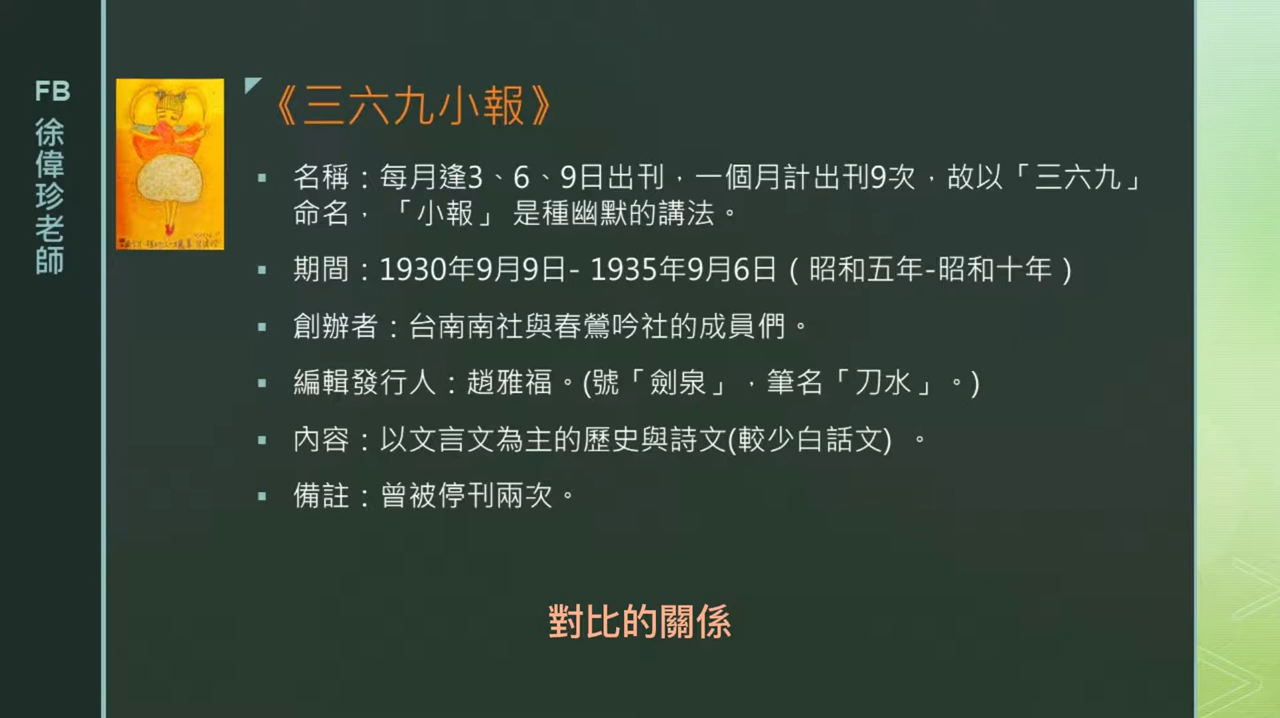 FB
徐偉珍老師
《三六九小報》
名稱：每月逢3、6、9日出刊，一個月計出刊9次，故以「三六九」
命名，「小報」 是種幽默的講法。
期間：1930年9月9日- 1935年9月6日（昭和五年-昭和十年）
創辦者：台南南社與春鶯吟社的成員們。
編輯發行人：趙雅福。(號「劍泉」，筆名「刀水」。)
內容：以文言文為主的歷史與詩文(較少白話文) 。
備註：曾被停刊兩次。
對比的關係